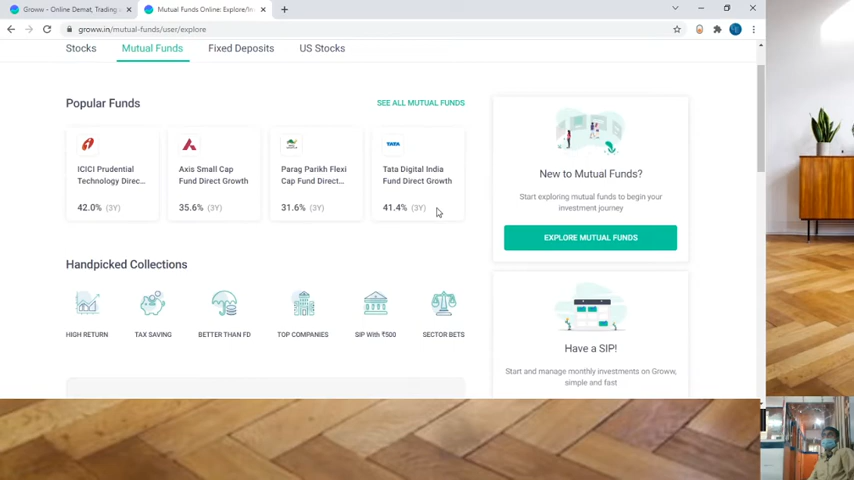 Groww - Online Demat, Trading
Mutual Funds Online: Explore/In
groww.in/mutual-funds/user/explore
Stocks
Mutual Funds
Fixed Deposits
US Stocks
Popular Funds
SEE ALL MUTUAL FUNDS
ICICI Prudential
Technology Direc...
42.0% (3Y)
Axis Small Cap
Fund Direct Growth
35.6% (3Y)
Parag Parikh Flexi
Cap Fund Direct...
31.6% (3Y)
TATA
Tata Digital India
Fund Direct Growth
41.4% (3Y)
New to Mutual Funds?
Start exploring mutual funds to begin your
investment journey
EXPLORE MUTUAL FUNDS
Handpicked Collections
HIGH RETURN
TAX SAVING
BETTER THAN FD
TOP COMPANIES
SIP With ₹500
SECTOR BETS
Have a SIP!
Start and manage monthly investments on Groww,
simple and fast